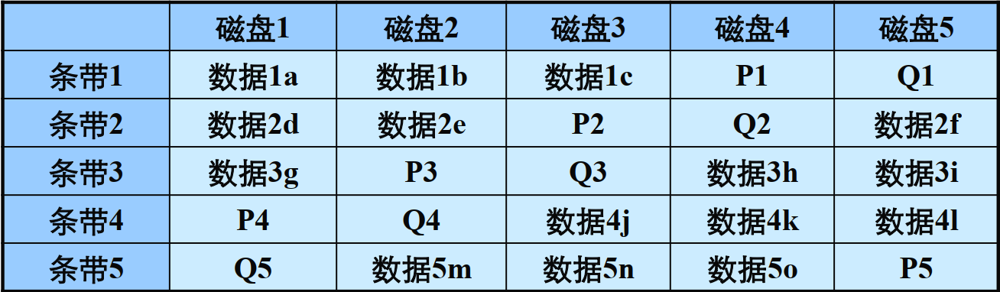 磁盘1 磁盘2 磁盘3 磁盘4 磁盘5
条带1 数据1a 数据1b 数据1c P1 Q1
条带2 数据2d 数据2e P2 Q2 数据2f
条带3 数据3g P3 Q3 数据3h 数据3i
条带4 P4 Q4 数据4j 数据4k 数据4l
条带5 Q5 数据5m 数据5n 数据5o P5